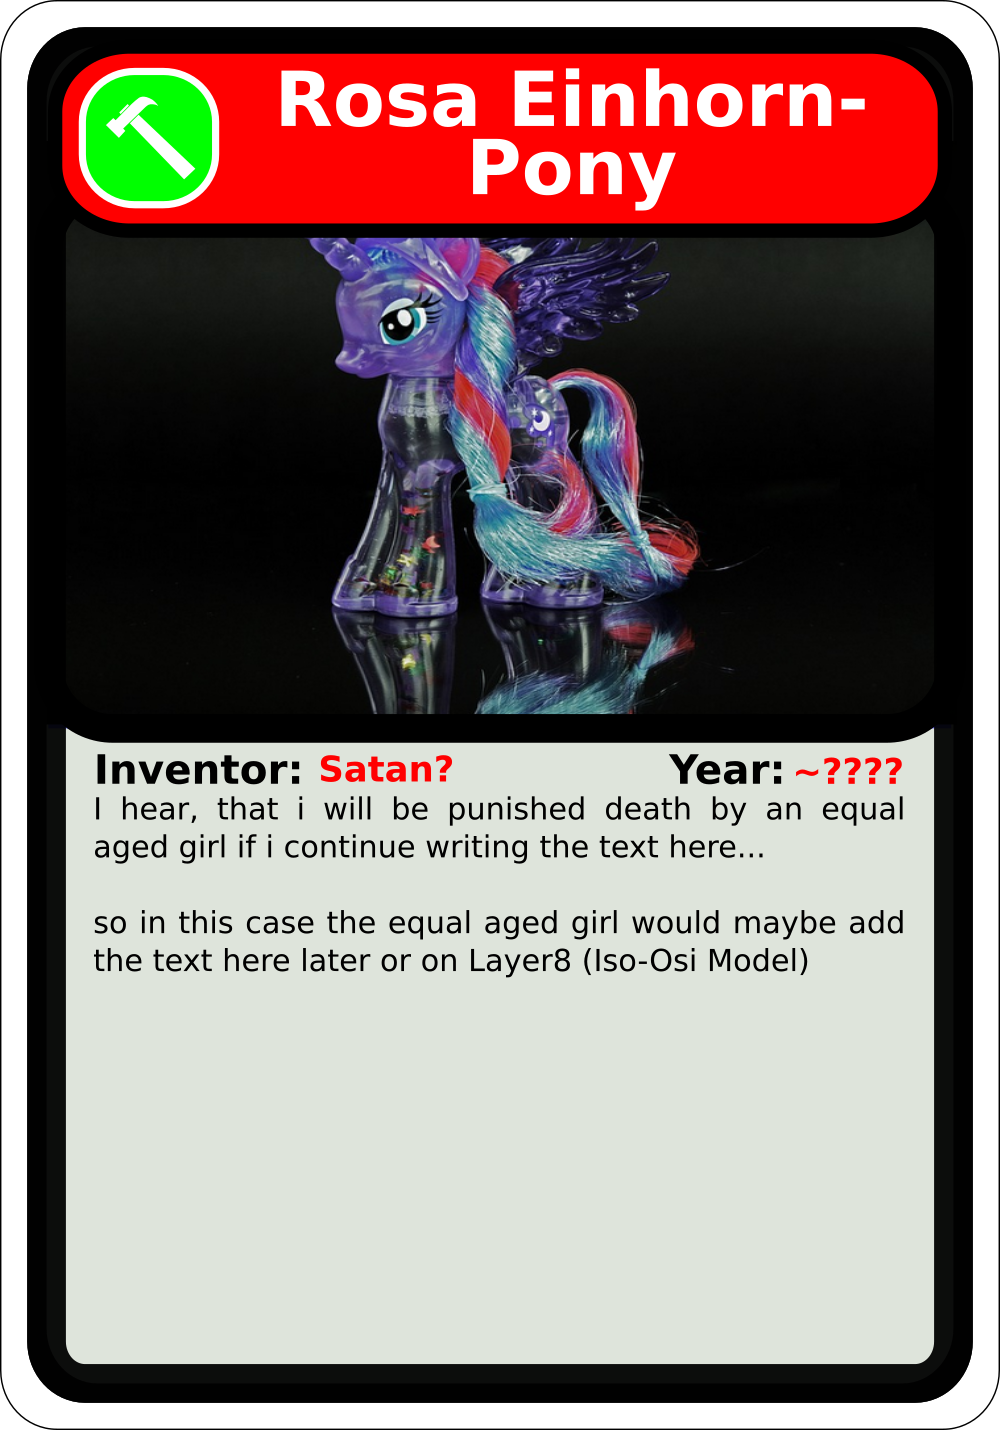 Rosa Einhorn-
Pony
Inventor: Satan? Year: ~????
I hear, that i will be punished death by an equal
aged girl if i continue writing the text here...
so in this case the equal aged girl would maybe add
the text here later or on Layer8 (Iso-Osi Model)